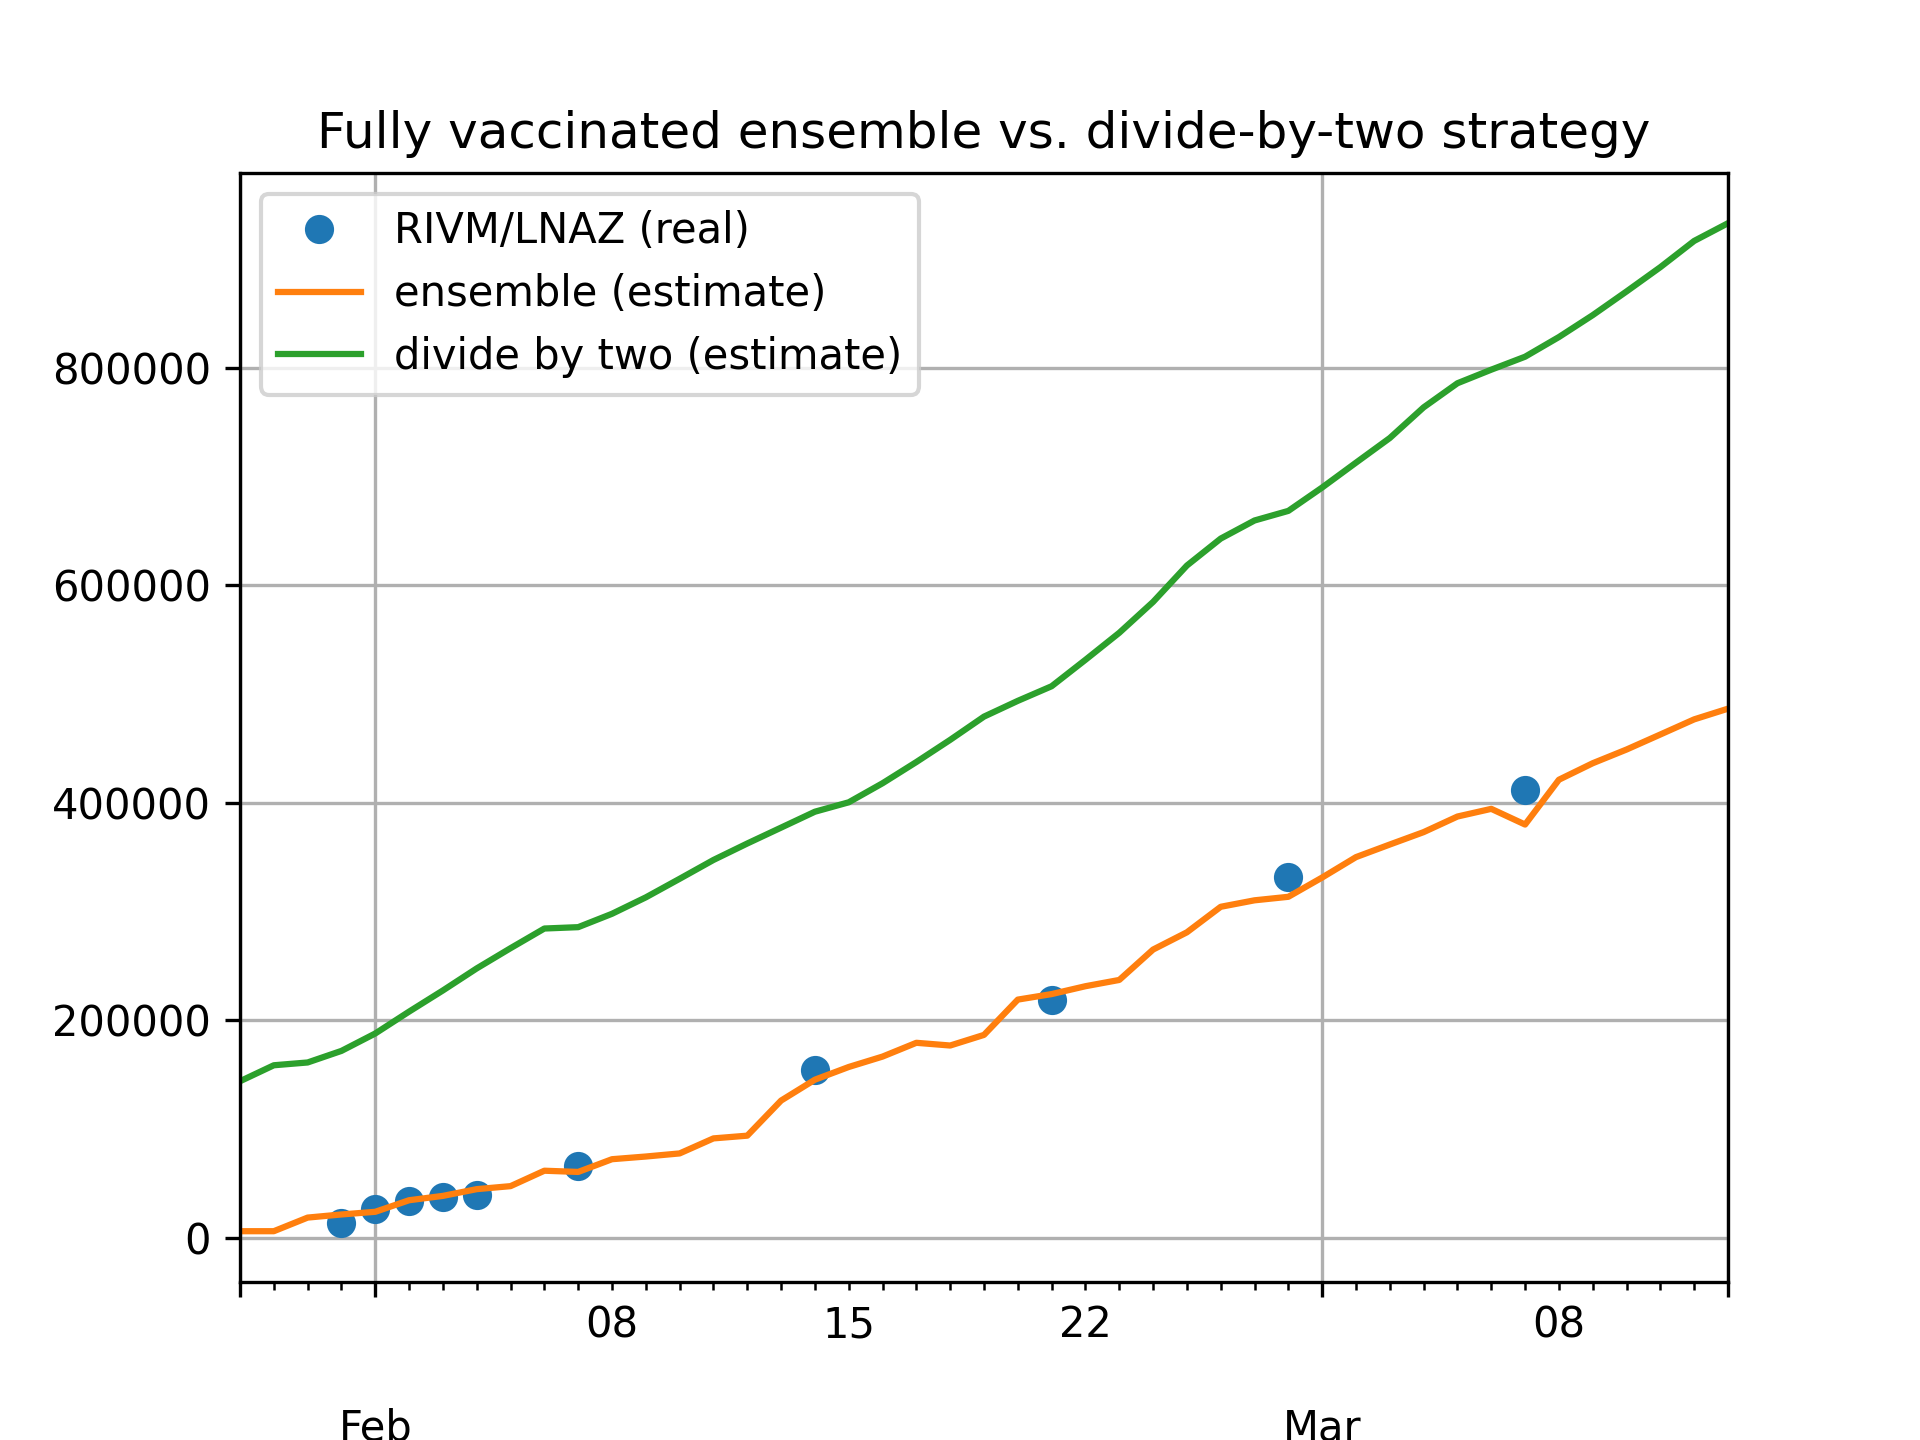 Fully vaccinated ensemble vs. divide-by-two strategy
RIVM/LNAZ (real)
ensemble (estimate)
divide by two (estimate)
800000
600000
400000
200000
0
08 15 22 08
Feb Mar